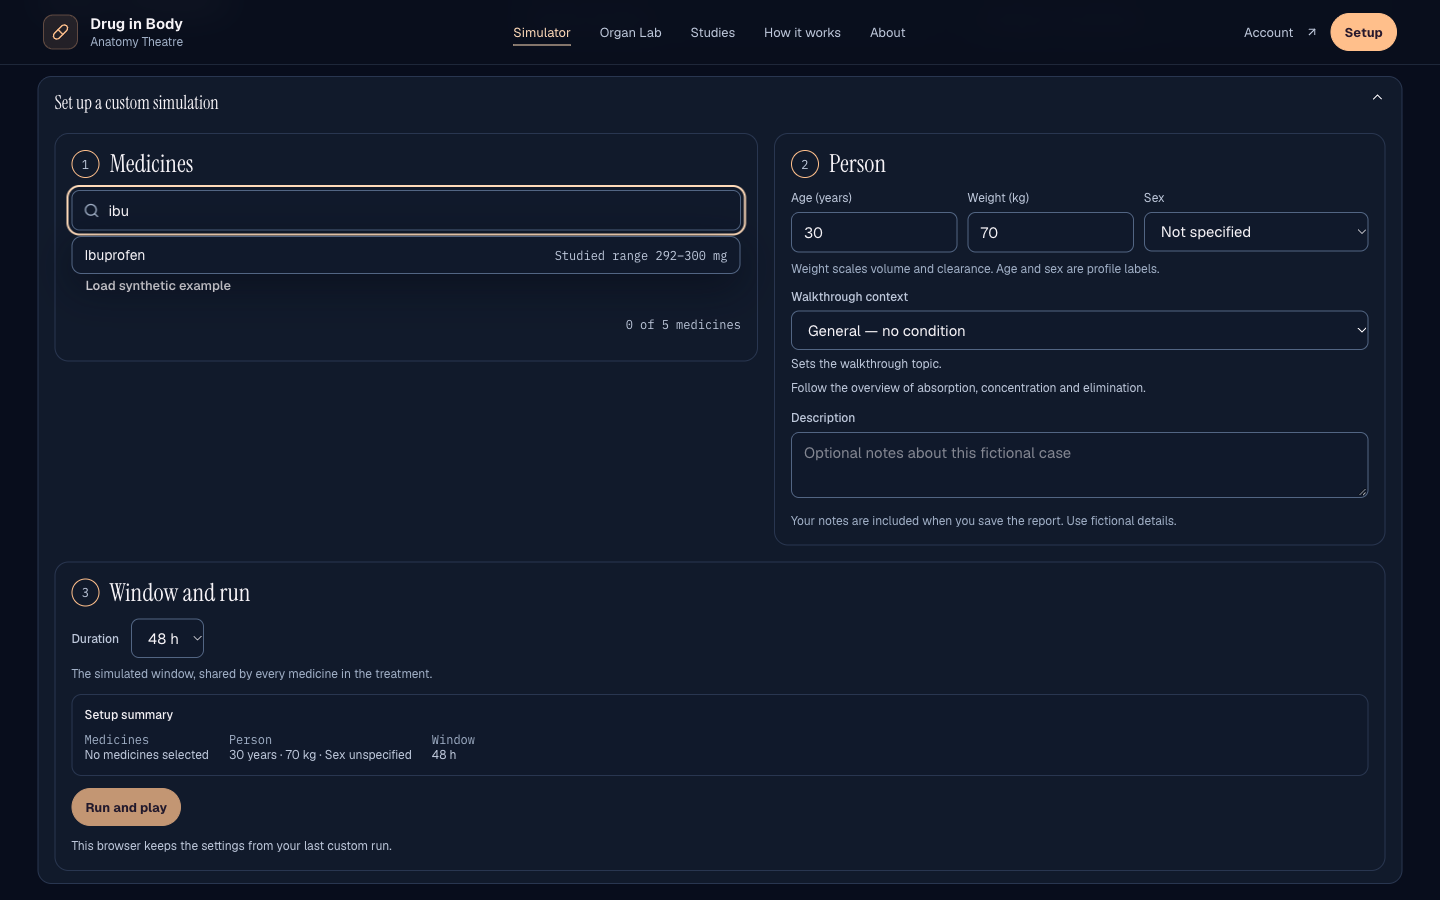 Drug in Body
Anatomy Theatre
Simulator
Organ Lab
Studies
How it works
About
Account
Setup
Set up a custom simulation
1
Medicines
ibu
Ibuprofen
Studied range 292–300 mg
Load synthetic example
0 of 5 medicines
2
Person
Age (years)
Weight (kg)
Sex
30
70
Not specified
Weight scales volume and clearance. Age and sex are profile labels.
Walkthrough context
General — no condition
Sets the walkthrough topic.
Follow the overview of absorption, concentration and elimination.
Description
Optional notes about this fictional case
Your notes are included when you save the report. Use fictional details.
3
Window and run
Duration
48 h
The simulated window, shared by every medicine in the treatment.
Setup summary
Medicines
No medicines selected
Person
30 years · 70 kg · Sex unspecified
Window
48 h
Run and play
This browser keeps the settings from your last custom run.